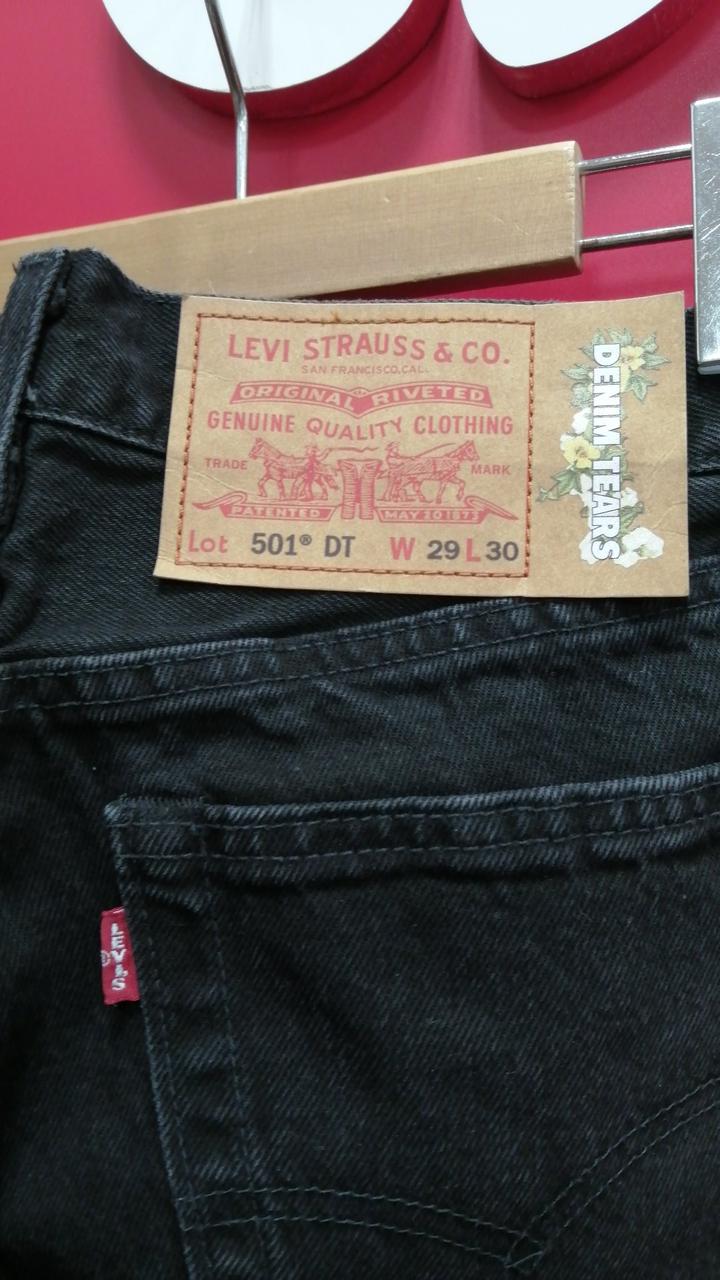 LEVI STRAUSS & CO.
SAN FRANCISCO, CAL.
ORIGINAL RIVETED
GENUINE QUALITY CLOTHING
TRADE MARK
PATENTED MAY 20 1873
Lot 501® DT W 29 L 30
DENIM TEARS
LEVI'S
®